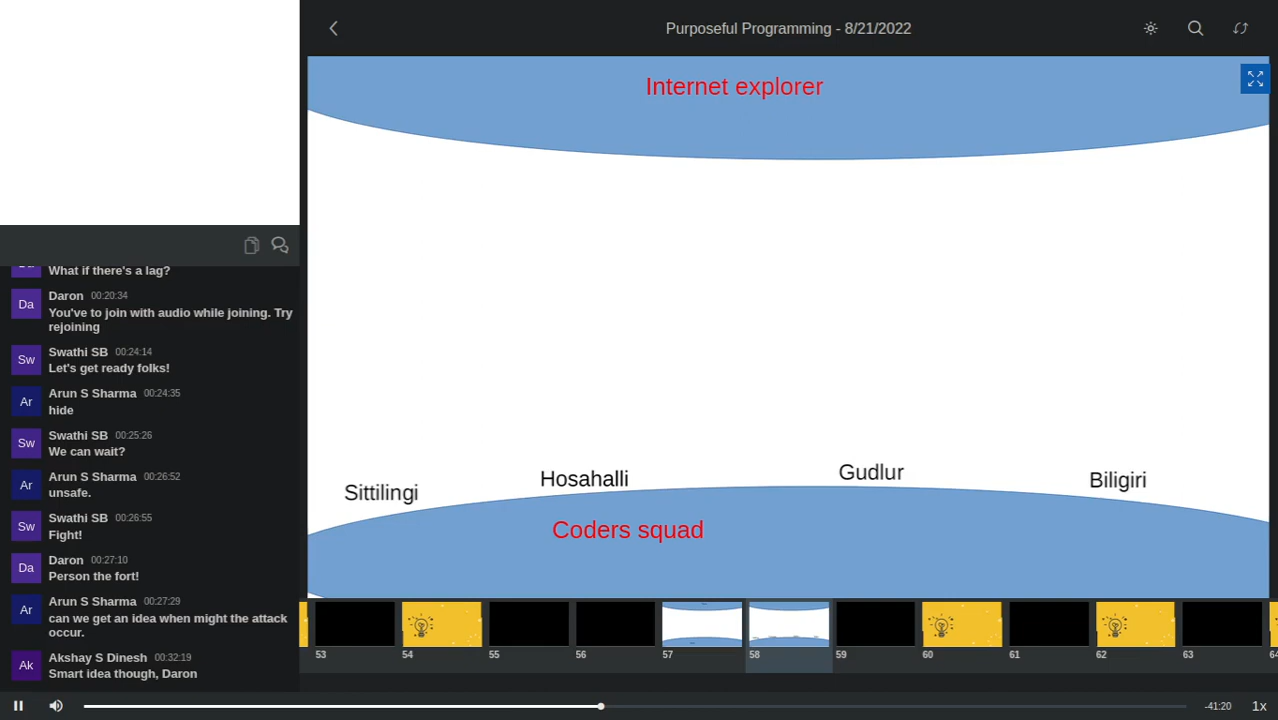 Purposeful Programming - 8/21/2022
Internet explorer
Sittilingi
Hosahalli
Gudlur
Biligiri
Coders squad
What if there's a lag?
Da
Daron 00:20:34
You've to join with audio while joining. Try
rejoining
Sw
Swathi SB 00:24:14
Let's get ready folks!
Ar
Arun S Sharma 00:24:35
hide
Sw
Swathi SB 00:25:26
We can wait?
Ar
Arun S Sharma 00:26:52
unsafe.
Sw
Swathi SB 00:26:55
Fight!
Da
Daron 00:27:10
Person the fort!
Ar
Arun S Sharma 00:27:29
can we get an idea when might the attack
occur.
Ak
Akshay S Dinesh 00:32:19
Smart idea though, Daron
53 54 55 56 57 58 59 60 61 62 63 64
-41:20 1x